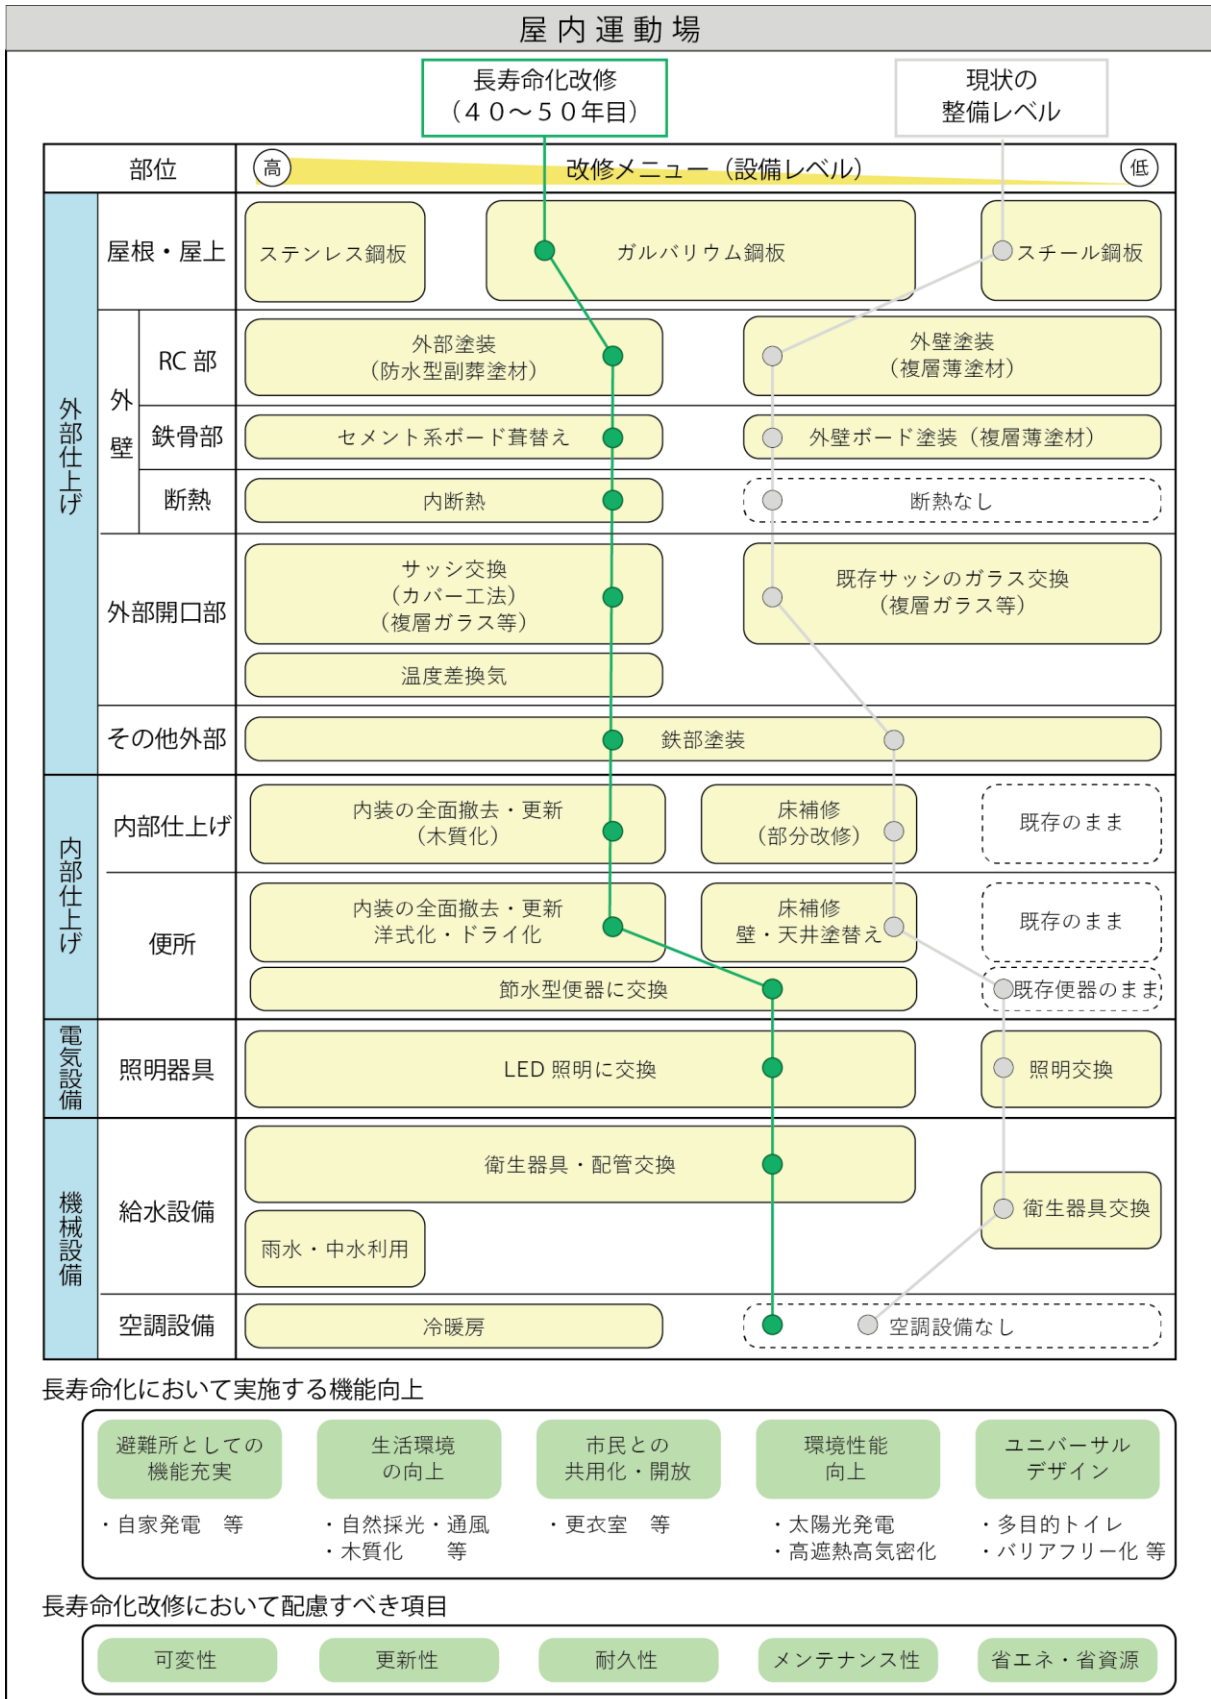 屋内運動場
長寿命化改修
（４０～５０年目）
現状の
整備レベル
部位
高
改修メニュー（設備レベル）
低
外部仕上げ
屋根・屋上
ステンレス鋼板
ガルバリウム鋼板
スチール鋼板
外壁
RC 部
外部塗装
（防水型副葬塗材）
外壁塗装
（複層薄塗材）
鉄骨部
セメント系ボード葺替え
外壁ボード塗装（複層薄塗材）
断熱
内断熱
断熱なし
外部開口部
サッシ交換
（カバー工法）
（複層ガラス等）
既存サッシのガラス交換
（複層ガラス等）
温度差換気
その他外部
鉄部塗装
内部仕上げ
内部仕上げ
内装の全面撤去・更新
（木質化）
床補修
（部分改修）
既存のまま
便所
内装の全面撤去・更新
洋式化・ドライ化
床補修
壁・天井塗替え
既存のまま
節水型便器に交換
既存便器のまま
電気設備
照明器具
LED 照明に交換
照明交換
機械設備
給水設備
衛生器具・配管交換
衛生器具交換
雨水・中水利用
空調設備
冷暖房
空調設備なし
長寿命化において実施する機能向上
避難所としての
機能充実
・自家発電　等
生活環境
の向上
・自然採光・通風
・木質化　　等
市民との
共用化・開放
・更衣室　等
環境性能
向上
・太陽光発電
・高遮熱高気密化
ユニバーサル
デザイン
・多目的トイレ
・バリアフリー化 等
長寿命化改修において配慮すべき項目
可変性
更新性
耐久性
メンテナンス性
省エネ・省資源